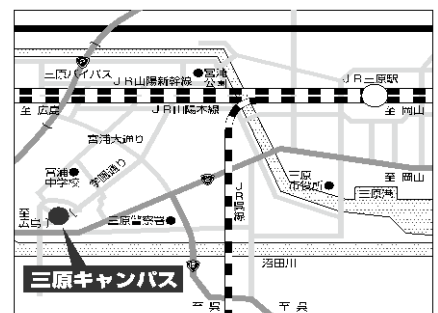 三原バイパス
JR山陽新幹線
宮浦
公園
JR三原駅
至 広島
JR山陽本線
至 岡山
宮浦大通り
学園通り
宮浦
中学校
三原
市役所
至 岡山
三原港
JR呉線
至
広島
三原警察署
沼田川
三原キャンパス
至 呉
至 呉